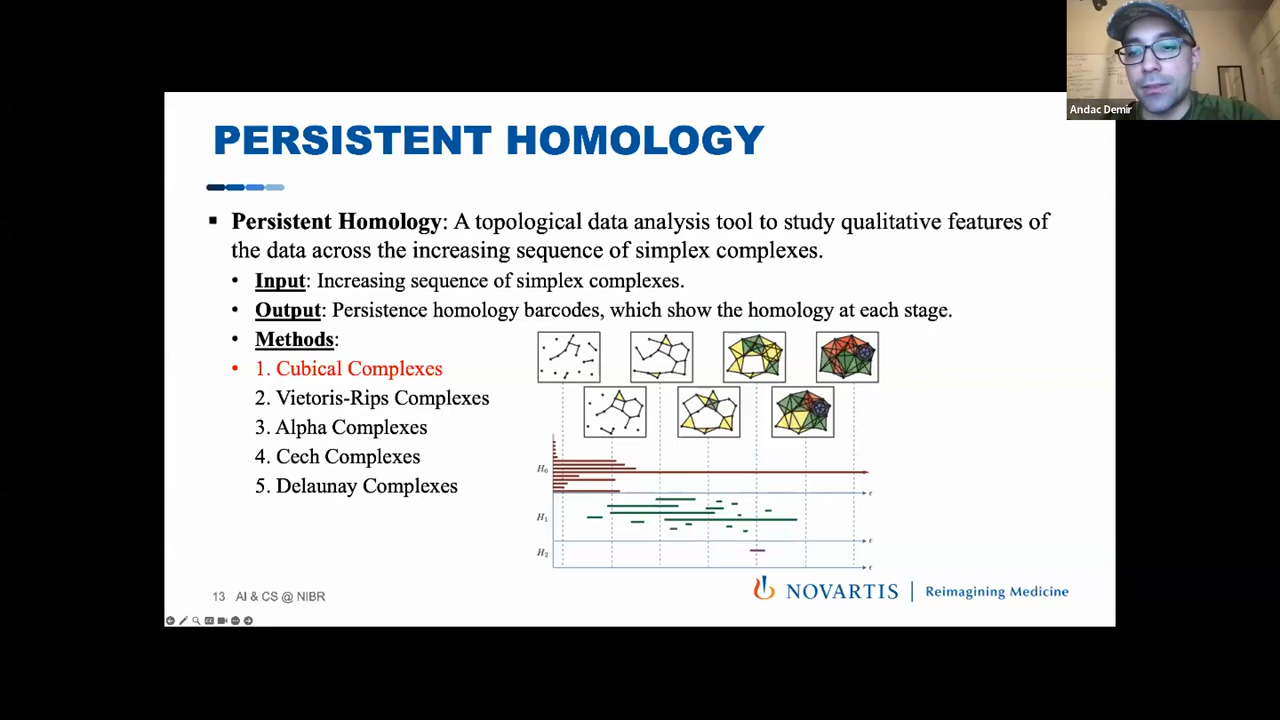 Andac Demir
PERSISTENT HOMOLOGY
▪ Persistent Homology: A topological data analysis tool to study qualitative features of
the data across the increasing sequence of simplex complexes.
• Input: Increasing sequence of simplex complexes.
• Output: Persistence homology barcodes, which show the homology at each stage.
• Methods:
• 1. Cubical Complexes
2. Vietoris-Rips Complexes
3. Alpha Complexes
4. Cech Complexes
5. Delaunay Complexes
H₀
ϵ
H₁
ϵ
H₂
ϵ
13 AI & CS @ NIBR
NOVARTIS | Reimagining Medicine